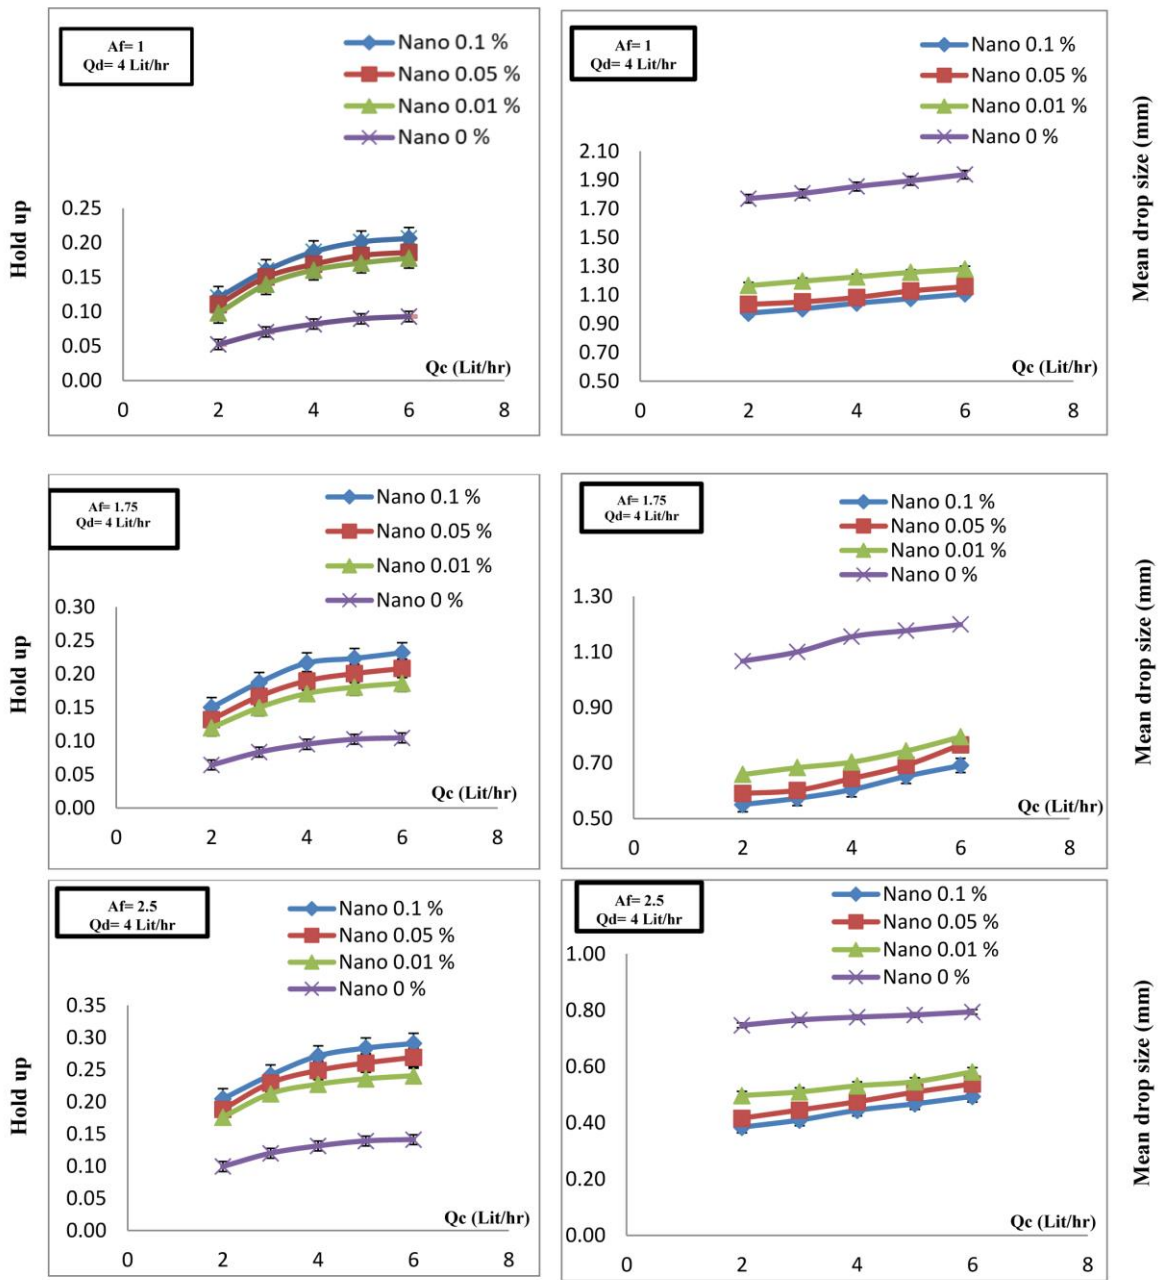 Af= 1
Qd= 4 Lit/hr
Nano 0.1 %
Nano 0.05 %
Nano 0.01 %
Nano 0 %
Hold up
0.25
0.20
0.15
0.10
0.05
0.00
Qc (Lit/hr)
0 2 4 6 8
Af= 1
Qd= 4 Lit/hr
Nano 0.1 %
Nano 0.05 %
Nano 0.01 %
Nano 0 %
2.10
1.90
1.70
1.50
1.30
1.10
0.90
0.70
0.50
Qc (Lit/hr)
0 2 4 6 8
Mean drop size (mm)
Af= 1.75
Qd= 4 Lit/hr
Nano 0.1 %
Nano 0.05 %
Nano 0.01 %
Nano 0 %
Hold up
0.30
0.25
0.20
0.15
0.10
0.05
0.00
Qc (Lit/hr)
0 2 4 6 8
Af= 1.75
Qd= 4 Lit/hr
Nano 0.1 %
Nano 0.05 %
Nano 0.01 %
Nano 0 %
1.30
1.10
0.90
0.70
0.50
Qc (Lit/hr)
0 2 4 6 8
Mean drop size (mm)
Af= 2.5
Qd= 4 Lit/hr
Nano 0.1 %
Nano 0.05 %
Nano 0.01 %
Nano 0 %
Hold up
0.35
0.30
0.25
0.20
0.15
0.10
0.05
0.00
Qc (Lit/hr)
0 2 4 6 8
Af= 2.5
Qd= 4 Lit/hr
Nano 0.1 %
Nano 0.05 %
Nano 0.01 %
Nano 0 %
1.00
0.80
0.60
0.40
0.20
0.00
Qc (Lit/hr)
0 2 4 6 8
Mean drop size (mm)